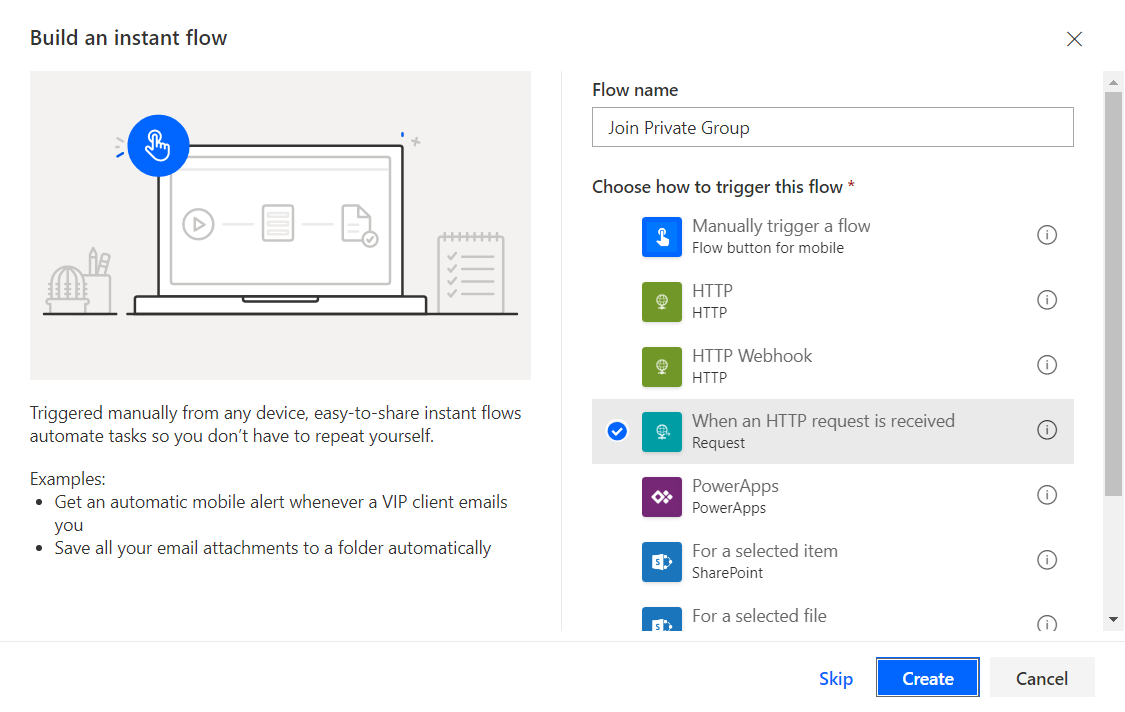 Build an instant flow
Triggered manually from any device, easy-to-share instant flows
automate tasks so you don’t have to repeat yourself.
Examples:
• Get an automatic mobile alert whenever a VIP client emails
you
• Save all your email attachments to a folder automatically
Flow name
Join Private Group
Choose how to trigger this flow *
Manually trigger a flow
Flow button for mobile
HTTP
HTTP
HTTP Webhook
HTTP
When an HTTP request is received
Request
PowerApps
PowerApps
For a selected item
SharePoint
For a selected file
Skip
Create
Cancel